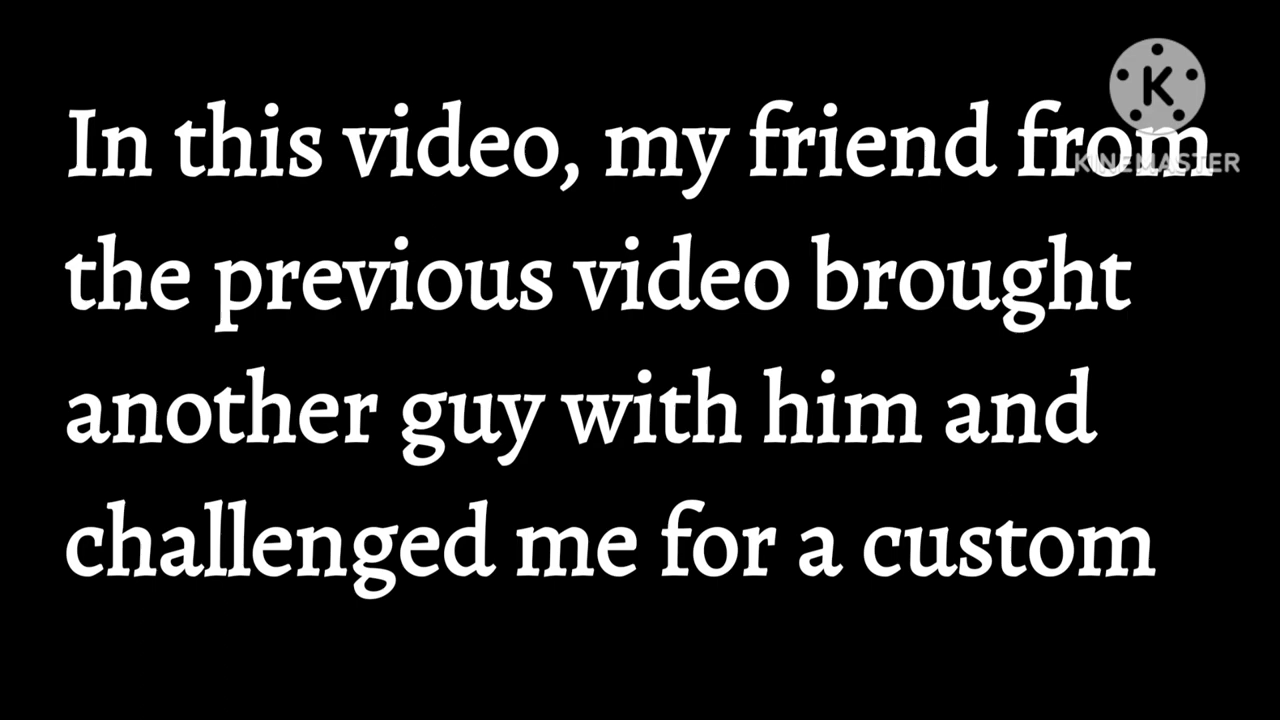 In this video, my friend from
the previous video brought
another guy with him and
challenged me for a custom
K
KINEMASTER